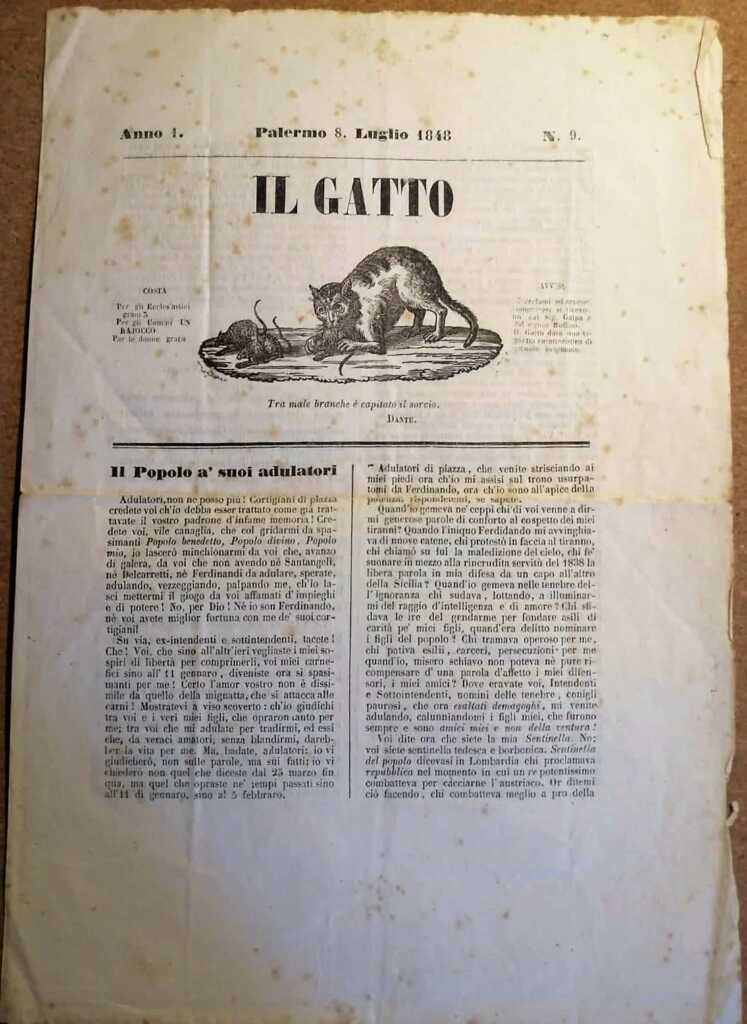 Anno 1. Palermo 8. Luglio 1848 N. 9.
IL GATTO
COSTA
Per gli Ecclesiastici
grani 3
Per gli Uomini UN
BAJOCCO
Per le donne gratis
AVVISI
Tra male branche è capitato il sorcio.
DANTE.
Il Popolo a' suoi adulatori
Adulatori, non ne posso più! Cortigiani di piazza
credete voi ch'io debba esser trattato come già trat-
tavate il vostro padrone d'infame memoria! Cre-
dete voi, vile canaglia, che col gridarmi da spa-
simanti Popolo benedetto, Popolo divino, Popolo
mio, io lascerò minchionarmi da voi che, avanzo
di galera, da voi che non avendo nè Santangeli,
nè Delcarretti, nè Ferdinandi da adulare, sperate,
adulando, vezzeggiando, palpando me, ch'io la-
sci mettermi il giogo da voi affamati d'impieghi
e di potere! No, per Dio! Nè io son Ferdinando,
nè voi avete miglior fortuna con me de' suoi cor-
tigiani!
Su via, ex-intendenti e sottintendenti, tacete!
Che! Voi, che sino all'altr'ieri vegliaste i miei so-
spiri di libertà per comprimerli, voi miei carne-
fici sino all' 11 gennaro, diveniste ora sì spasi-
manti per me! Certo l'amor vostro non è dissi-
mile da quello della mignatta, che si attacca alle
carni! Mostratevi a viso scoverto: ch'io giudichi
tra voi e i veri miei figli, che opraron tanto per
me; tra voi che mi adulate per tradirmi, ed essi
che, da veraci amatori, senza blandirmi, dareb-
ber la vita per me. Ma, badate, adulatori: io vi
giudicherò, non sulle parole, ma sui fatti; io vi
chiederò non quel che diceste dal 25 marzo fin
qua, ma quel che opraste ne' tempi passati sino
all'11 di gennaro, sino al 5 febbraro.
Adulatori di piazza, che venite strisciando ai
miei piedi ora ch'io mi assisi sul trono usurpa-
tomi da Ferdinando, ora ch'io sono all'apice della
potenza, rispondetemi, se sapete.
Quand'io gemeva ne' ceppi chi di voi venne a dir-
mi generose parole di conforto al cospetto dei miei
tiranni? Quando l'iniquo Ferdidando mi avvinghia-
va di nuove catene, chi protestò in faccia al tiranno,
chi chiamò su lui la maledizione del cielo, chi fe'
suonare in mezzo alla rincrudita servitù del 1838 la
libera parola in mia difesa da un capo all'altro
della Sicilia? Quand'io gemeva nelle tenebre del-
l'ignoranza chi sudava, lottando, a illuminar-
mi del raggio d'intelligenza e di amore? Chi sfi-
dava le ire del gendarme per fondare asili di
carità pe' miei figli, quand'era delitto nominare
i figli del popolo? Chi tramava operoso per me,
chi pativa esilii, carceri, persecuzioni per me
quand'io, misero schiavo non poteva nè pure ri-
compensare d'una parola d'affetto i miei difen-
sori, i miei amici? Dove eravate voi, Intendenti
e Sottointendenti, uomini delle tenebre, conigli
paurosi, che ora esaltati demagoghi, mi venite
adulando, calunniandomi i figli miei, che furono
sempre e sono amici miei e non della ventura!
Voi dite ora che siete la mia Sentinella. No;
voi siete sentinella tedesca e borbonica. Sentinella
del popolo dicevasi in Lombardia chi proclamava
repubblica nel momento in cui un re potentissimo
combatteva per cacciarne l'austriaco. Or ditemi
ciò facendo, chi combatteva meglio a pro della